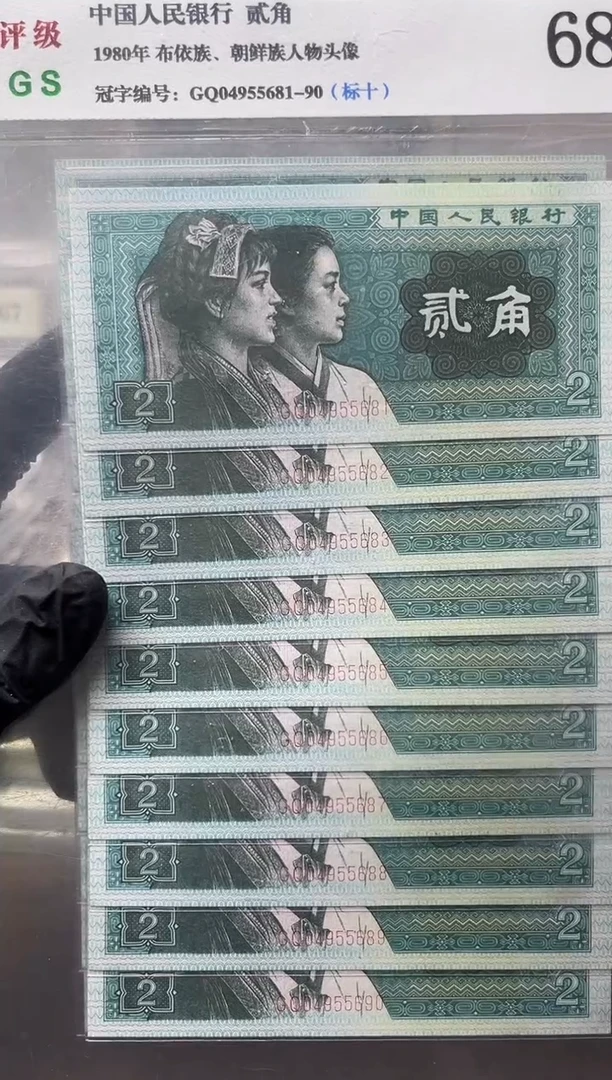 评级
GS
中国人民银行 贰角
1980年 布依族、朝鲜族人物头像
冠字编号：GQ04955681-90（标十）
68
中国人民银行
贰角
2 GQ04955681 2
2 GQ04955682 2
2 GQ04955683 2
2 GQ04955684 2
2 GQ04955685 2
2 GQ04955686 2
2 GQ04955687 2
2 GQ04955688 2
2 GQ04955689 2
2 GQ04955690 2